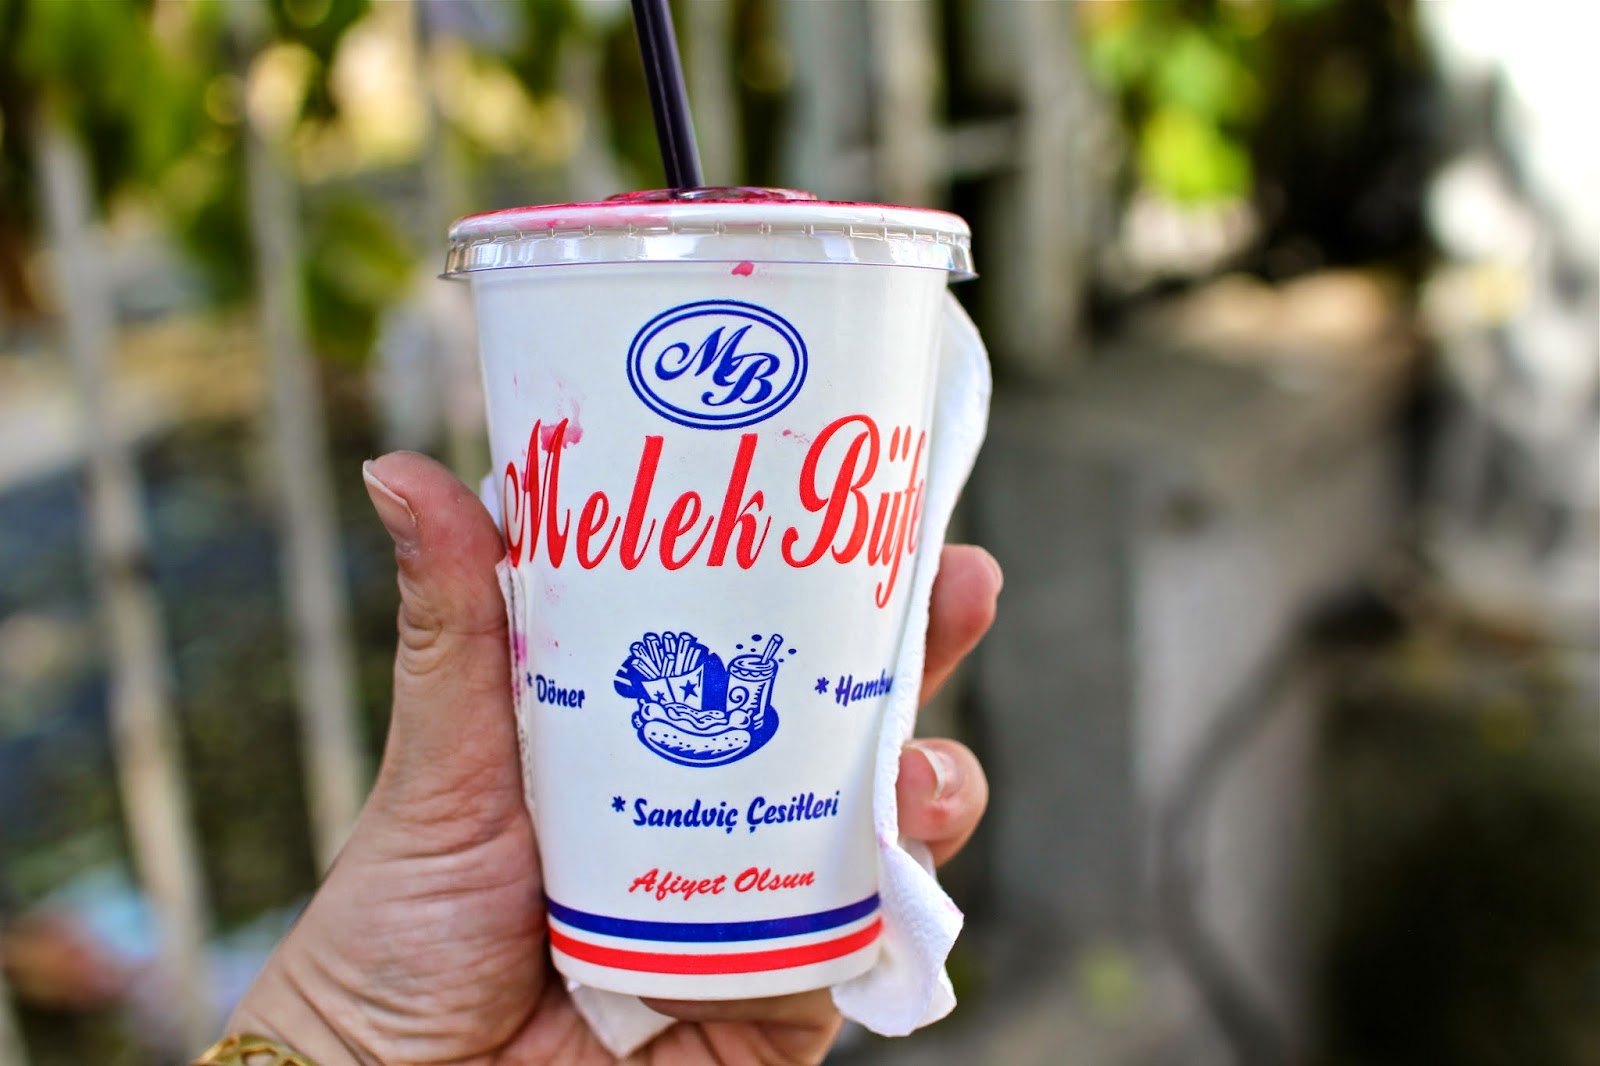 MB
Melek Büfe
* Döner
* Hambu
* Sandviç Çesitleri
Afiyet Olsun